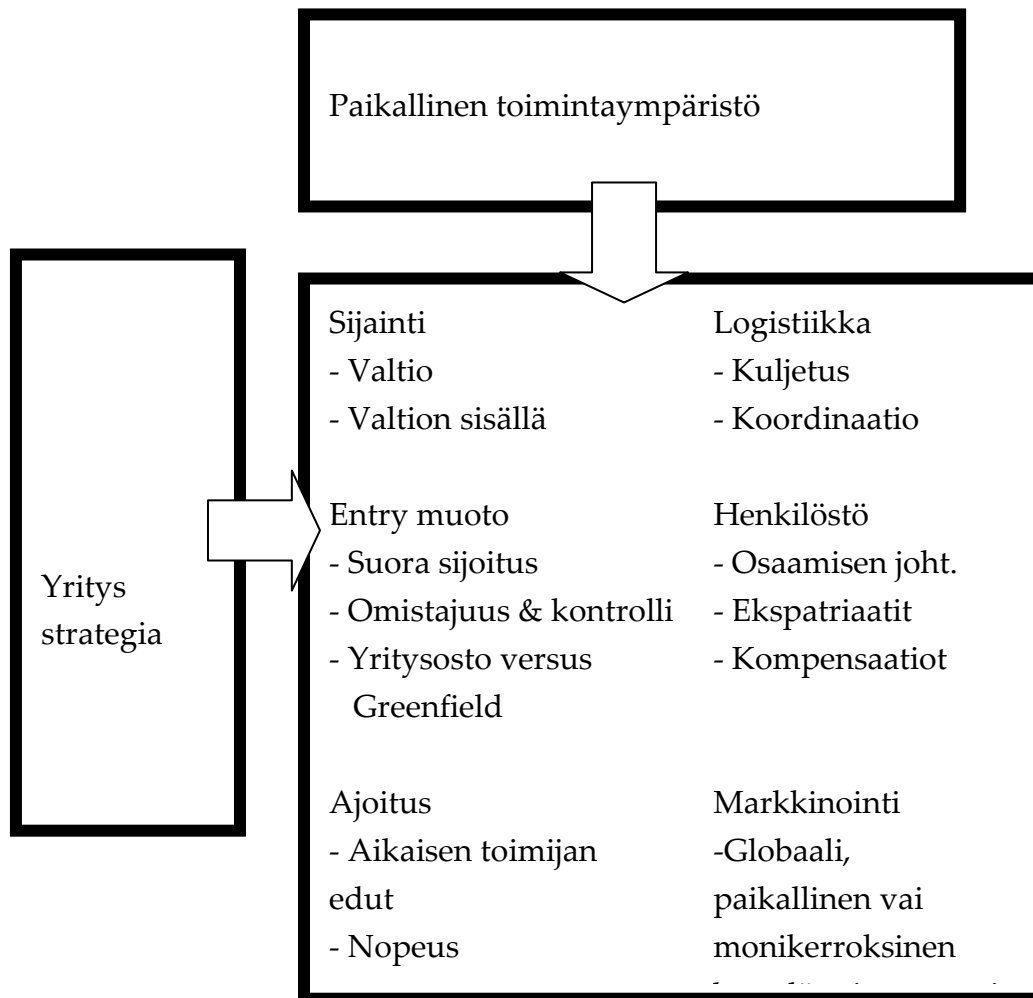 Paikallinen toimintaympäristö
Yritys
strategia
Sijainti
- Valtio
- Valtion sisällä
Entry muoto
- Suora sijoitus
- Omistajuus & kontrolli
- Yritysosto versus
Greenfield
Ajoitus
- Aikaisen toimijan
edut
- Nopeus
Logistiikka
- Kuljetus
- Koordinaatio
Henkilöstö
- Osaamisen joht.
- Ekspatriaatit
- Kompensaatiot
Markkinointi
-Globaali,
paikallinen vai
monikerroksinen